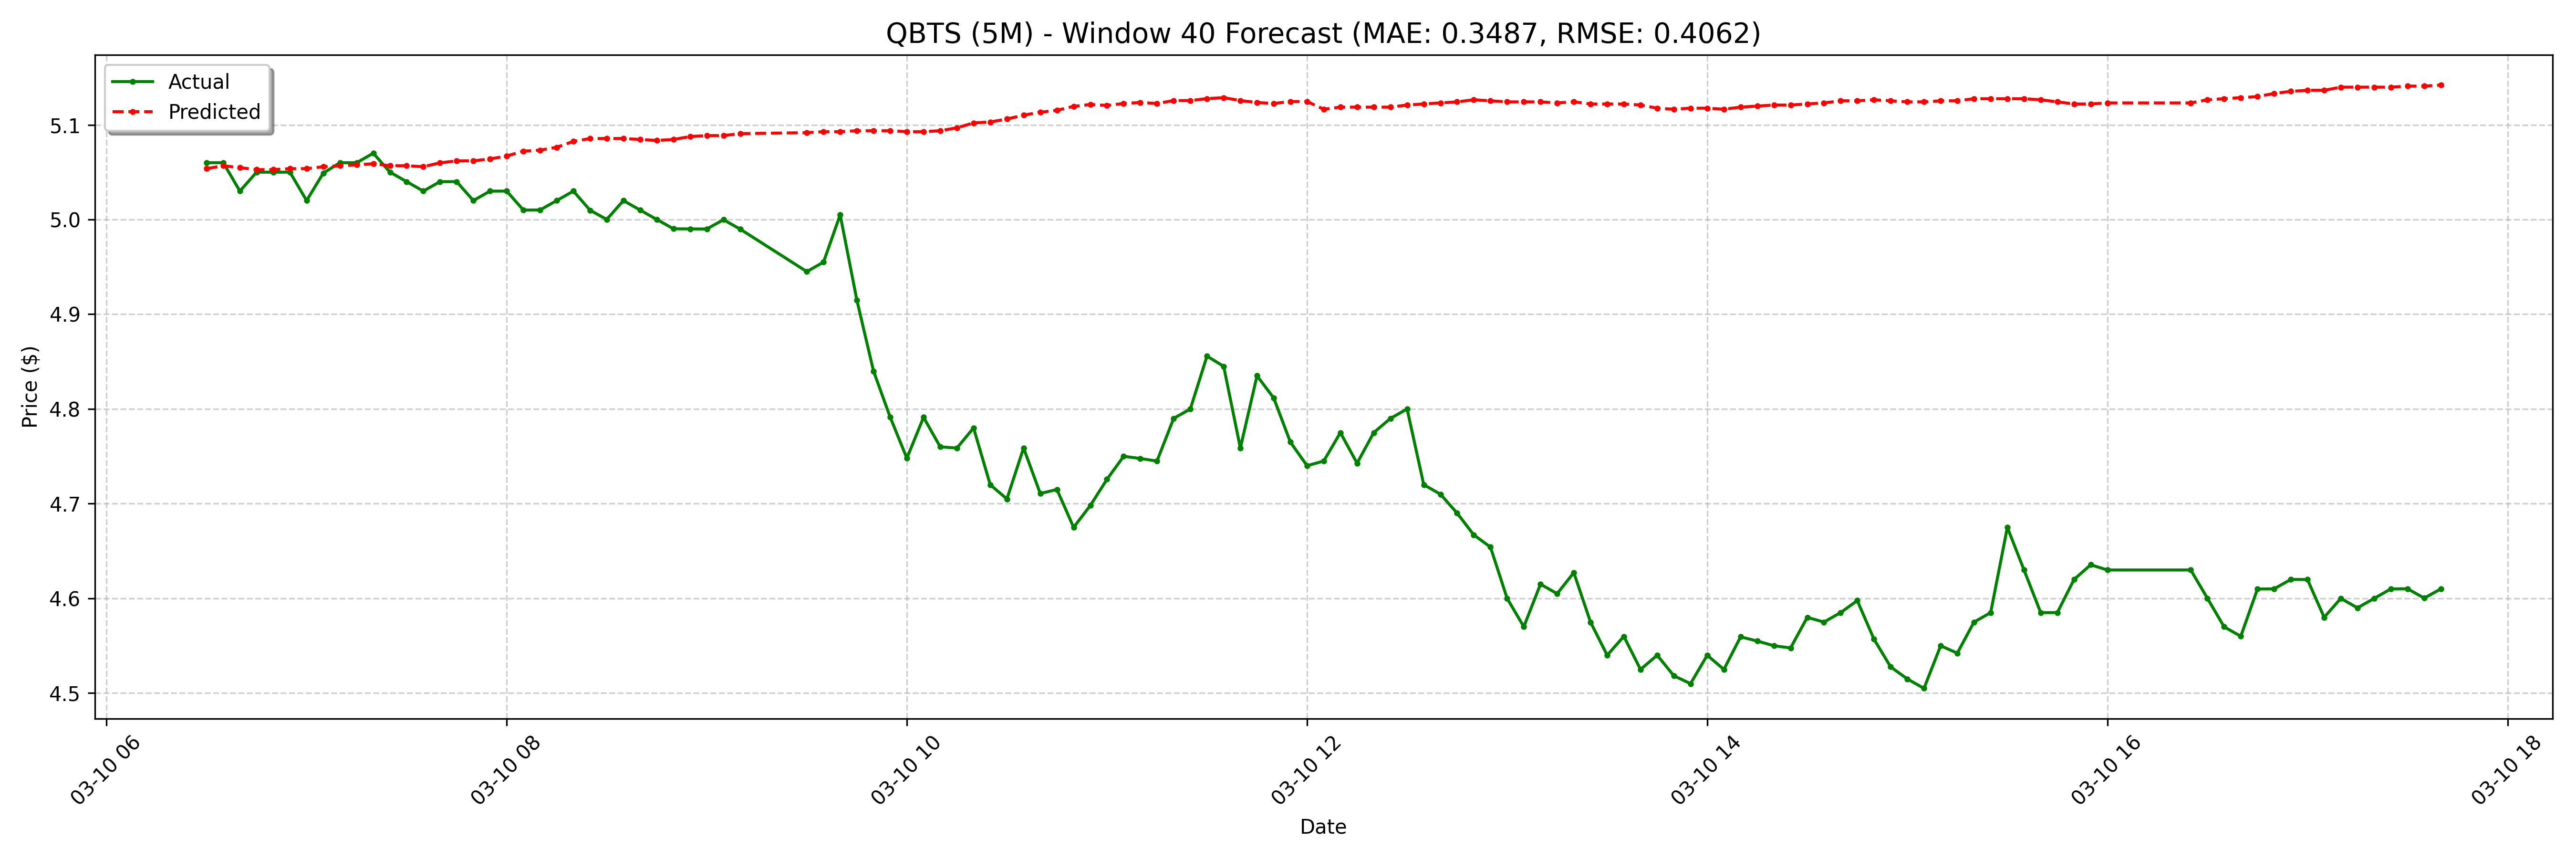 QBTS (5M) - Window 40 Forecast (MAE: 0.3487, RMSE: 0.4062)
Actual
Predicted
Price ($)
5.1
5.0
4.9
4.8
4.7
4.6
4.5
03-10 06
03-10 08
03-10 10
03-10 12
03-10 14
03-10 16
03-10 18
Date